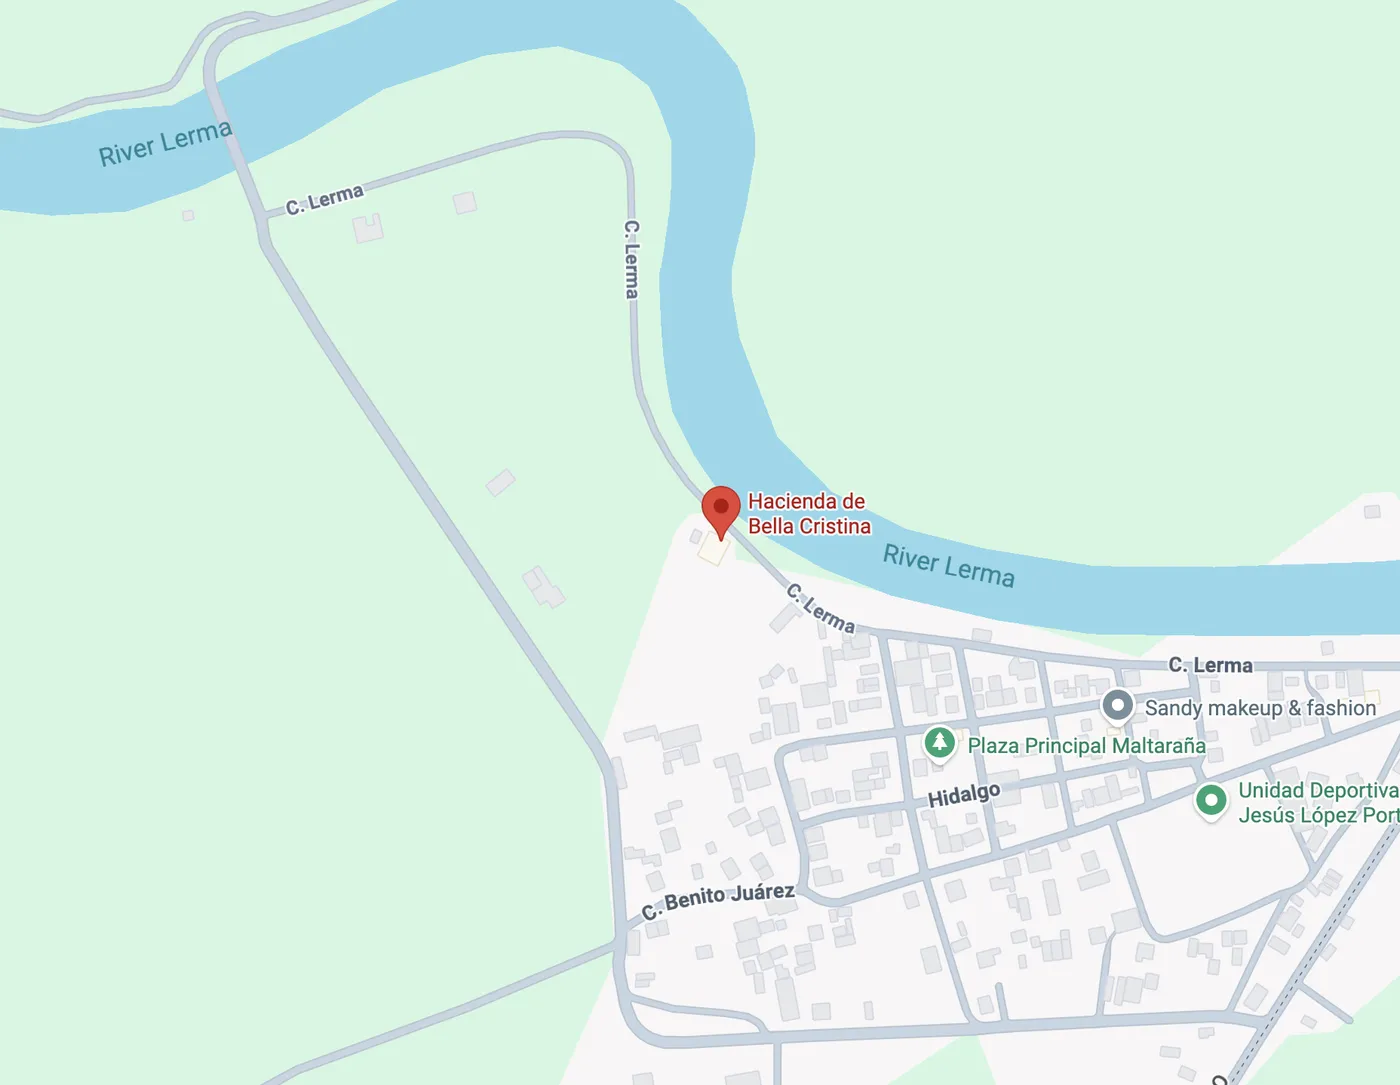 River Lerma
C. Lerma
C. Lerma
Hacienda de
Bella Cristina
River Lerma
C. Lerma
C. Lerma
Sandy makeup & fashion
Plaza Principal Maltaraña
Hidalgo
Unidad Deportiva
Jesús López Port
C. Benito Juárez